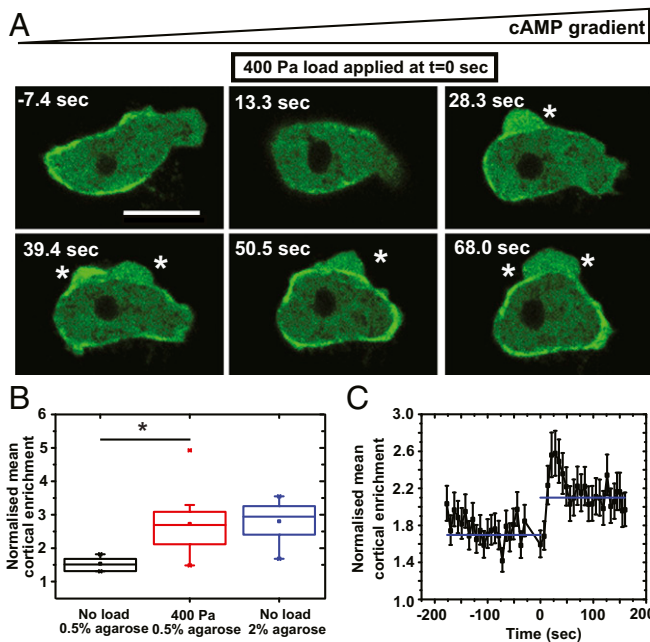 A
cAMP gradient
400 Pa load applied at t=0 sec
-7.4 sec
13.3 sec
28.3 sec
*
39.4 sec
*
*
50.5 sec
*
68.0 sec
*
*
B
Normalised mean
cortical enrichment
6
5
4
3
2
1
*
No load
0.5% agarose
400 Pa
0.5% agarose
No load
2% agarose
C
Normalised mean
cortical enrichment
3.0
2.6
2.2
1.8
1.4
1.0
-200
-100
0
100
200
Time (sec)